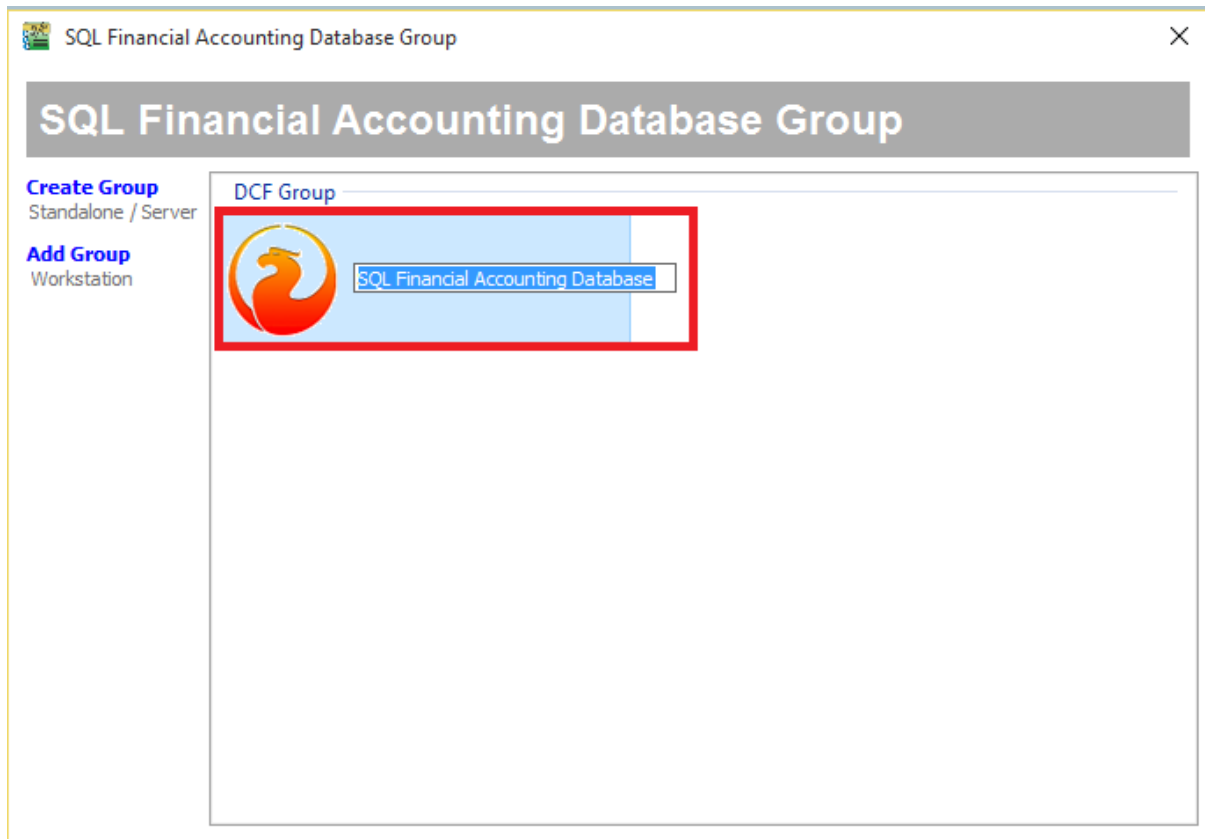 SQL Financial Accounting Database Group
SQL Financial Accounting Database Group
Create Group
Standalone / Server
Add Group
Workstation
DCF Group
SQL Financial Accounting Database